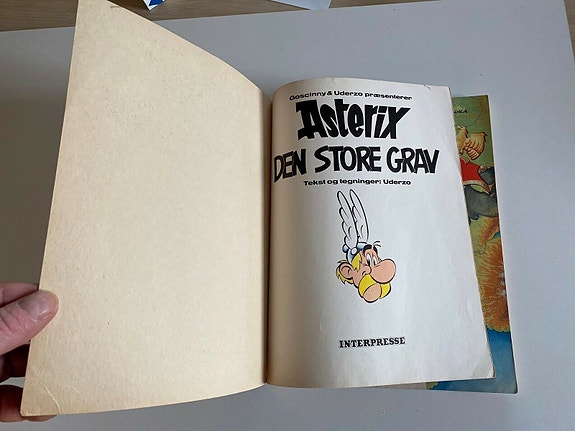 Goscinny & Uderzo præsenterer
Asterix
DEN STORE GRAV
Tekst og tegninger: Uderzo
INTERPRESSE